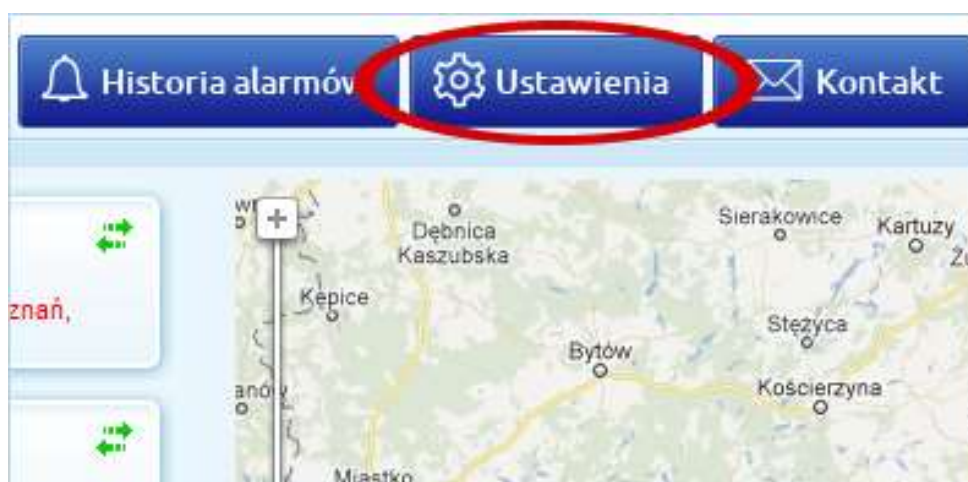 Historia alarmów
Ustawienia
Kontakt
Dębnica
Kaszubska
Sierakowice
Kartuzy
znań,
Kępice
Stężyca
Bytów
Kościerzyna
Miastko